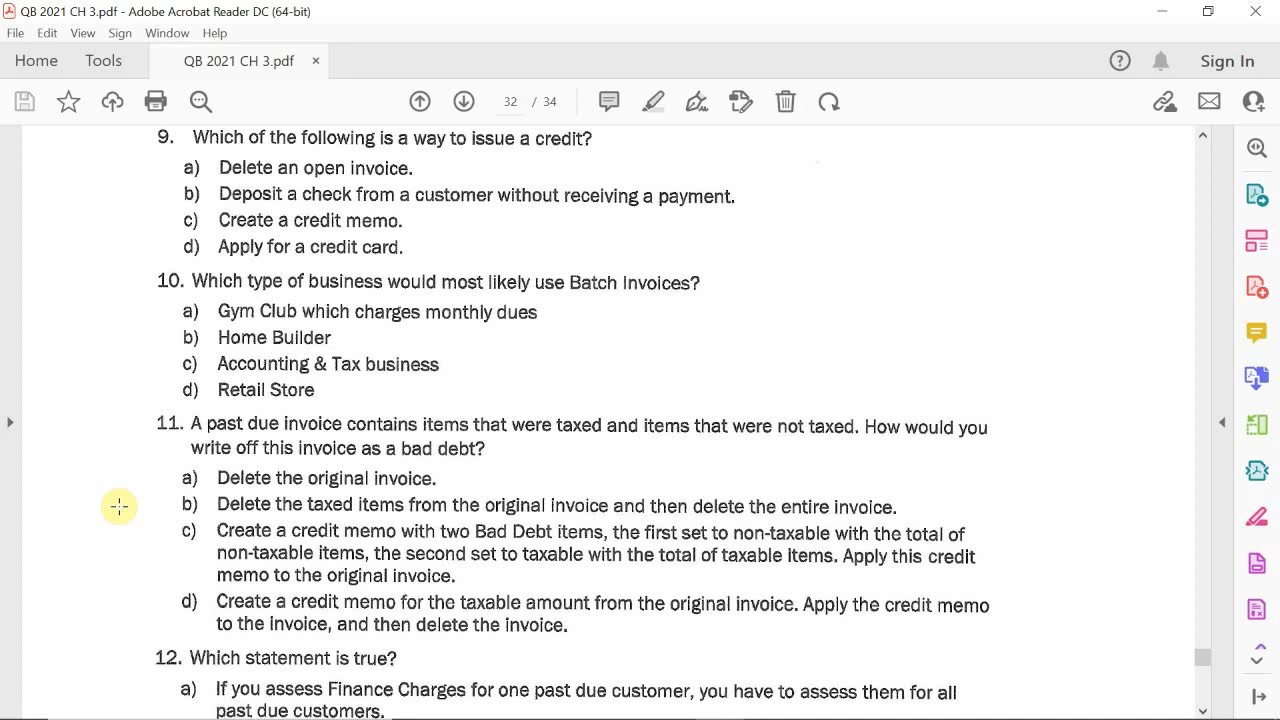 QB 2021 CH 3.pdf - Adobe Acrobat Reader DC (64-bit)
File Edit View Sign Window Help
Home Tools QB 2021 CH 3.pdf × Sign In
32 / 34
9. Which of the following is a way to issue a credit?
a) Delete an open invoice.
b) Deposit a check from a customer without receiving a payment.
c) Create a credit memo.
d) Apply for a credit card.
10. Which type of business would most likely use Batch Invoices?
a) Gym Club which charges monthly dues
b) Home Builder
c) Accounting & Tax business
d) Retail Store
11. A past due invoice contains items that were taxed and items that were not taxed. How would you
write off this invoice as a bad debt?
a) Delete the original invoice.
b) Delete the taxed items from the original invoice and then delete the entire invoice.
c) Create a credit memo with two Bad Debt items, the first set to non-taxable with the total of
non-taxable items, the second set to taxable with the total of taxable items. Apply this credit
memo to the original invoice.
d) Create a credit memo for the taxable amount from the original invoice. Apply the credit memo
to the invoice, and then delete the invoice.
12. Which statement is true?
a) If you assess Finance Charges for one past due customer, you have to assess them for all
past due customers.